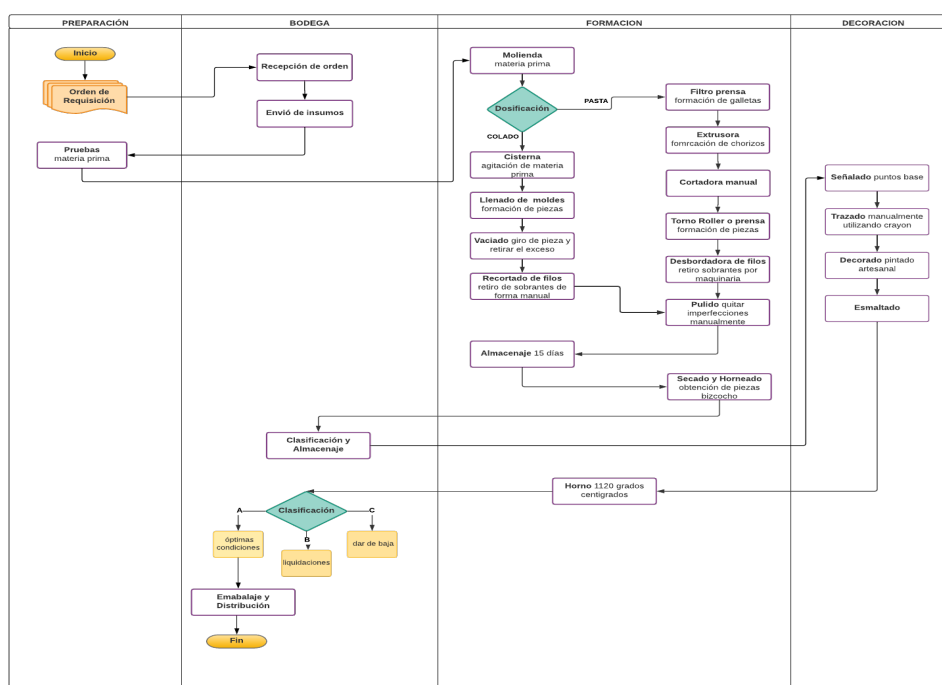 PREPARACIÓN
BODEGA
FORMACION
DECORACION
Inicio
Orden de
Requisición
Pruebas
materia prima
Recepción de orden
Envió de insumos
Molienda
materia prima
Dosificación
PASTA
COLADO
Cisterna
agitación de materia
prima
Llenado de moldes
formación de piezas
Vaciado giro de pieza y
retirar el exceso
Recortado de filos
retiro de sobrantes de
forma manual
Filtro prensa
formación de galletas
Extrusora
fomrcación de chorizos
Cortadora manual
Torno Roller o prensa
formación de piezas
Desbordadora de filos
retiro sobrantes por
maquinaria
Pulido quitar
imperfecciones
manualmente
Almacenaje 15 días
Secado y Horneado
obtención de piezas
bizcocho
Clasificación y
Almacenaje
Señalado puntos base
Trazado manualmente
utilizando crayon
Decorado pintado
artesanal
Esmaltado
Horno 1120 grados
centigrados
Clasificación
A
B
C
óptimas
condiciones
liquidaciones
dar de baja
Emabalaje y
Distribución
Fin